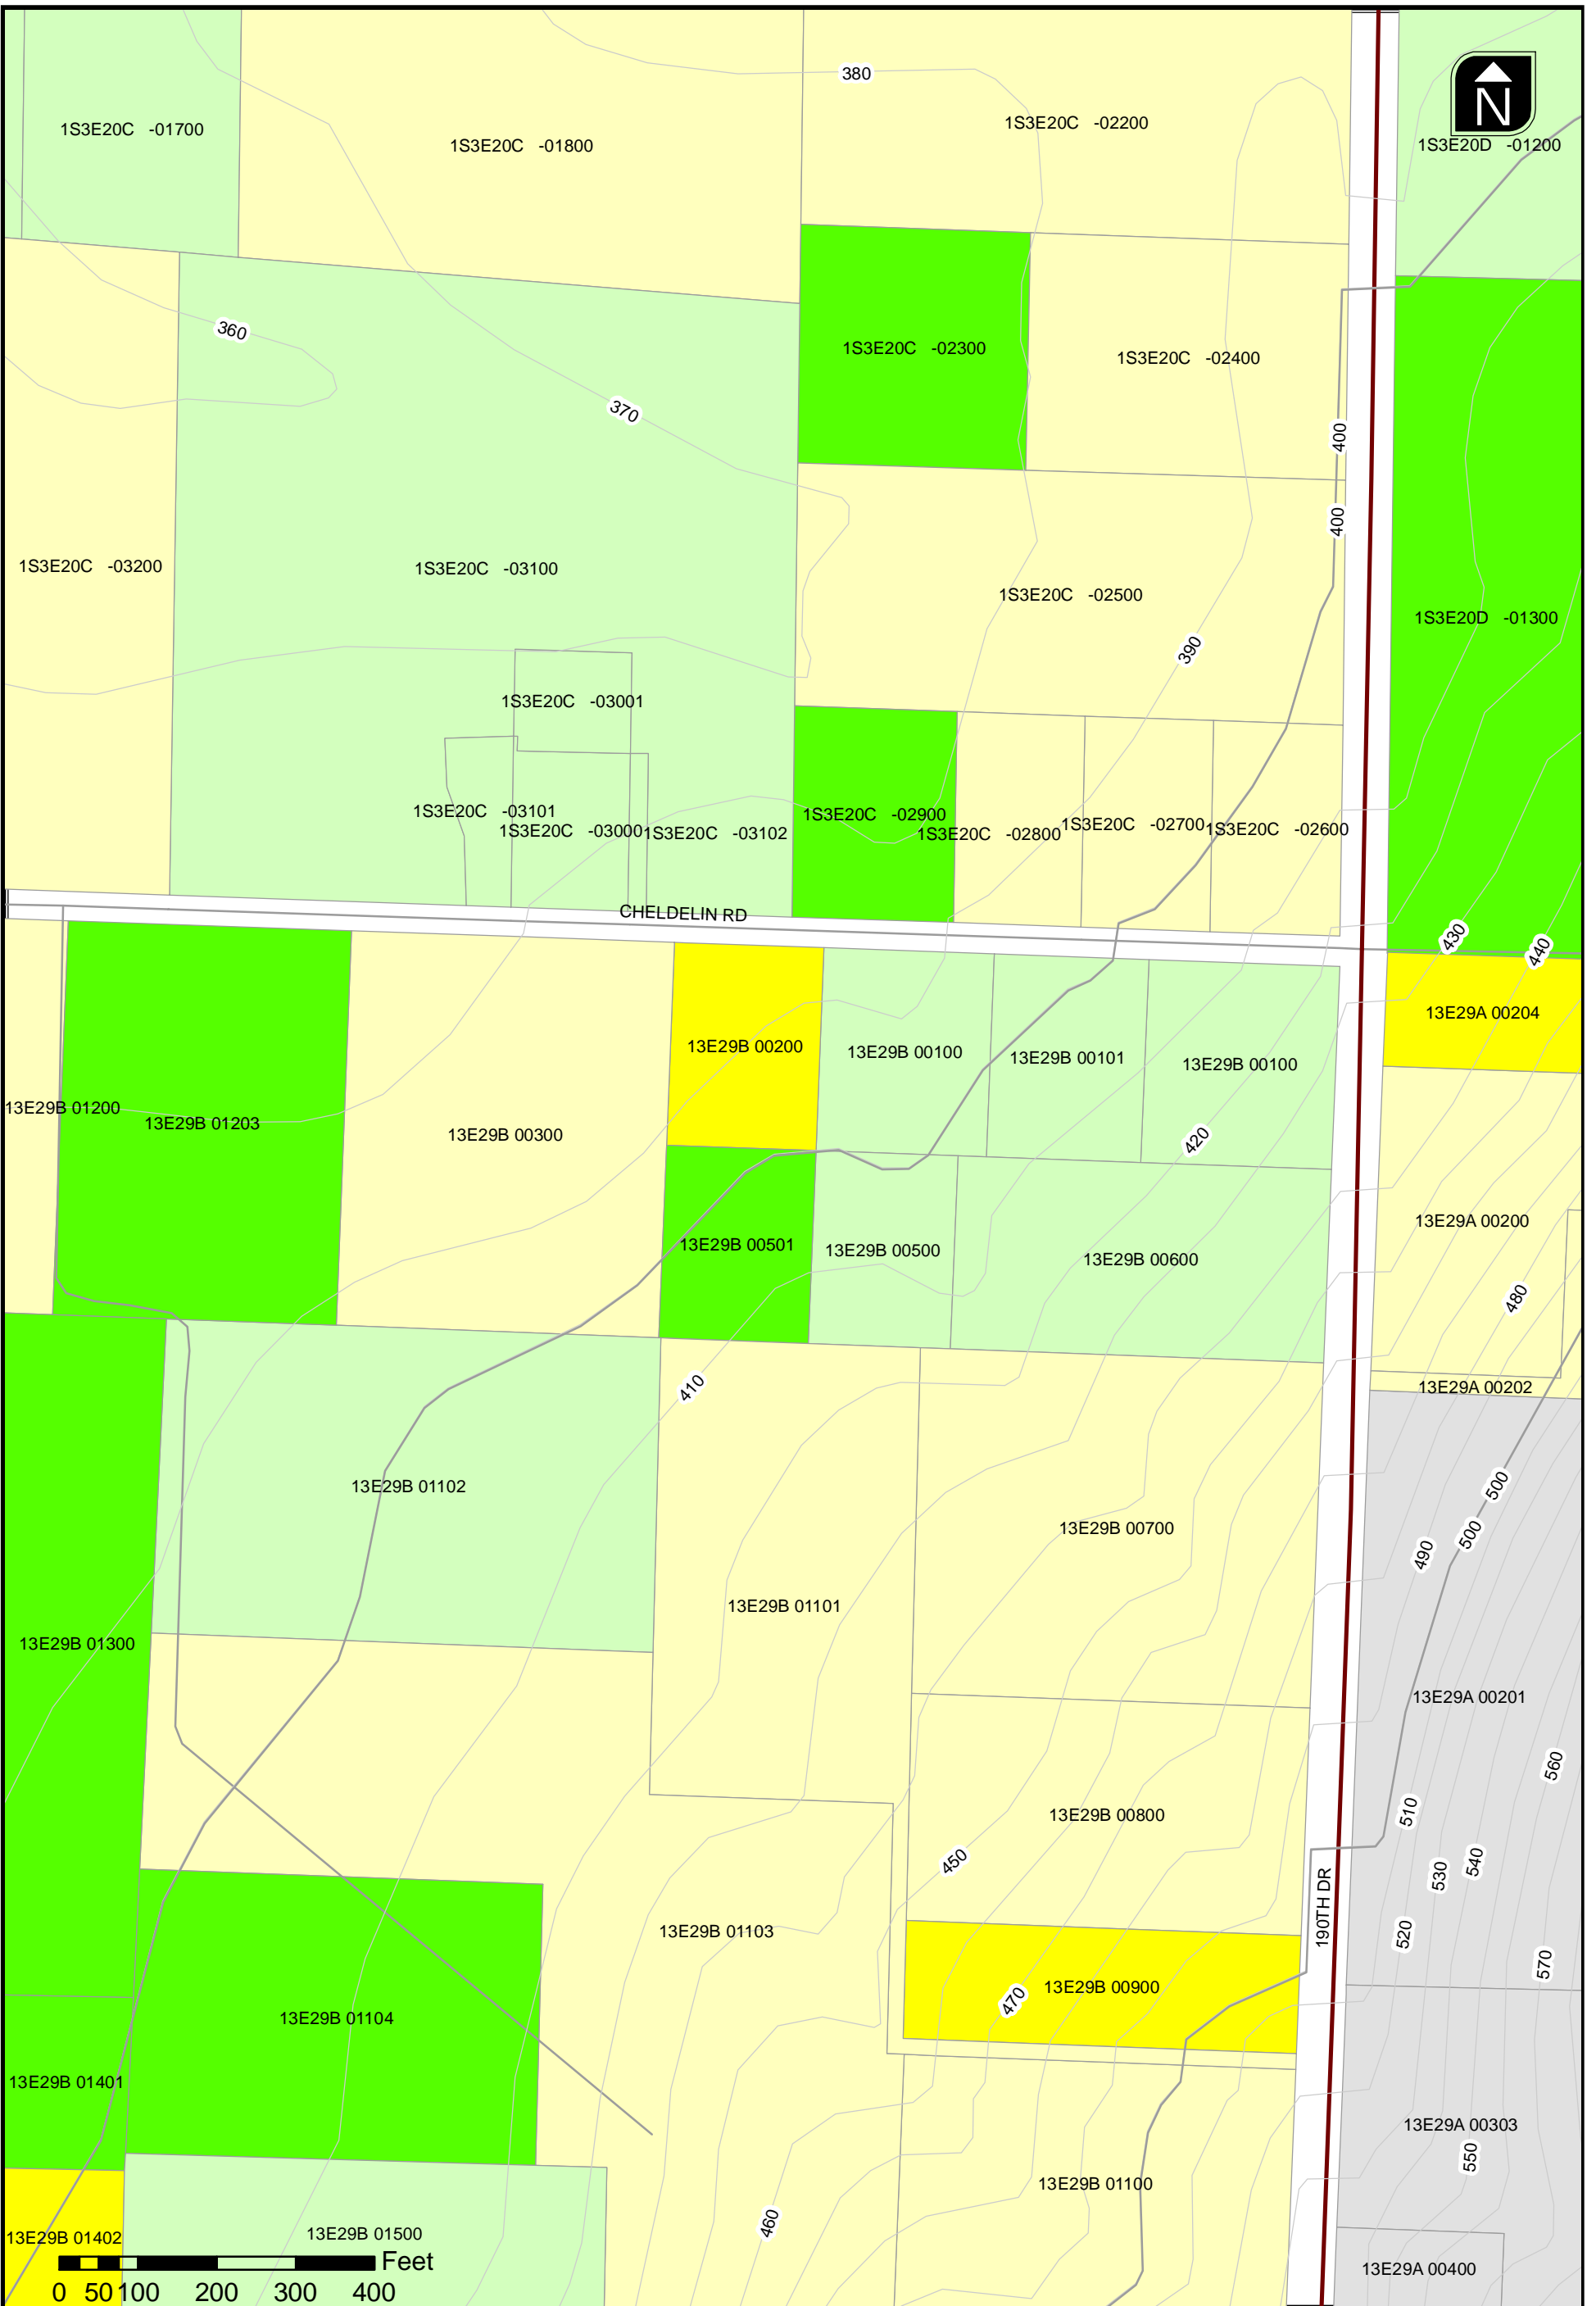 380
1S3E20C -02200
N
1S3E20C -01700
1S3E20C -01800
1S3E20D -01200
360
1S3E20C -02300
1S3E20C -02400
370
400
400
1S3E20C -03200
1S3E20C -03100
1S3E20C -02500
1S3E20D -01300
390
1S3E20C -03001
1S3E20C -03101
1S3E20C -03000
1S3E20C -03102
1S3E20C -02900
1S3E20C -02800
1S3E20C -02700
1S3E20C -02600
CHELDELIN RD
430
440
13E29A 00204
13E29B 00200
13E29B 00100
13E29B 00101
13E29B 00100
13E29B 01200
13E29B 01203
13E29B 00300
420
13E29A 00200
13E29B 00501
13E29B 00500
13E29B 00600
480
410
13E29A 00202
13E29B 01102
500
13E29B 00700
500
490
13E29B 01101
13E29B 01300
13E29A 00201
560
510
13E29B 00800
450
540
530
190TH DR
13E29B 01103
520
570
13E29B 00900
470
13E29B 01104
13E29B 01401
13E29A 00303
550
13E29B 01100
460
13E29B 01402
13E29B 01500
Feet
13E29A 00400
0 50 100 200 300 400